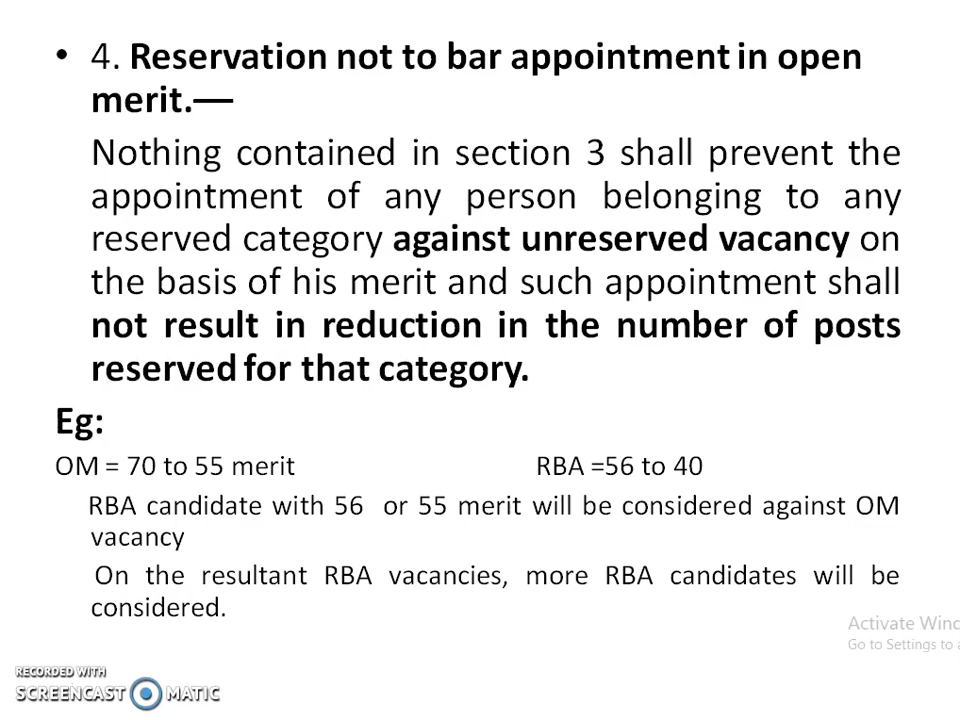 • 4. Reservation not to bar appointment in open
merit.—
Nothing contained in section 3 shall prevent the
appointment of any person belonging to any
reserved category against unreserved vacancy on
the basis of his merit and such appointment shall
not result in reduction in the number of posts
reserved for that category.
Eg:
OM = 70 to 55 merit RBA =56 to 40
RBA candidate with 56 or 55 merit will be considered against OM
vacancy
On the resultant RBA vacancies, more RBA candidates will be
considered.
Activate Winc
Go to Settings to a
RECORDED WITH
SCREENCAST MATIC